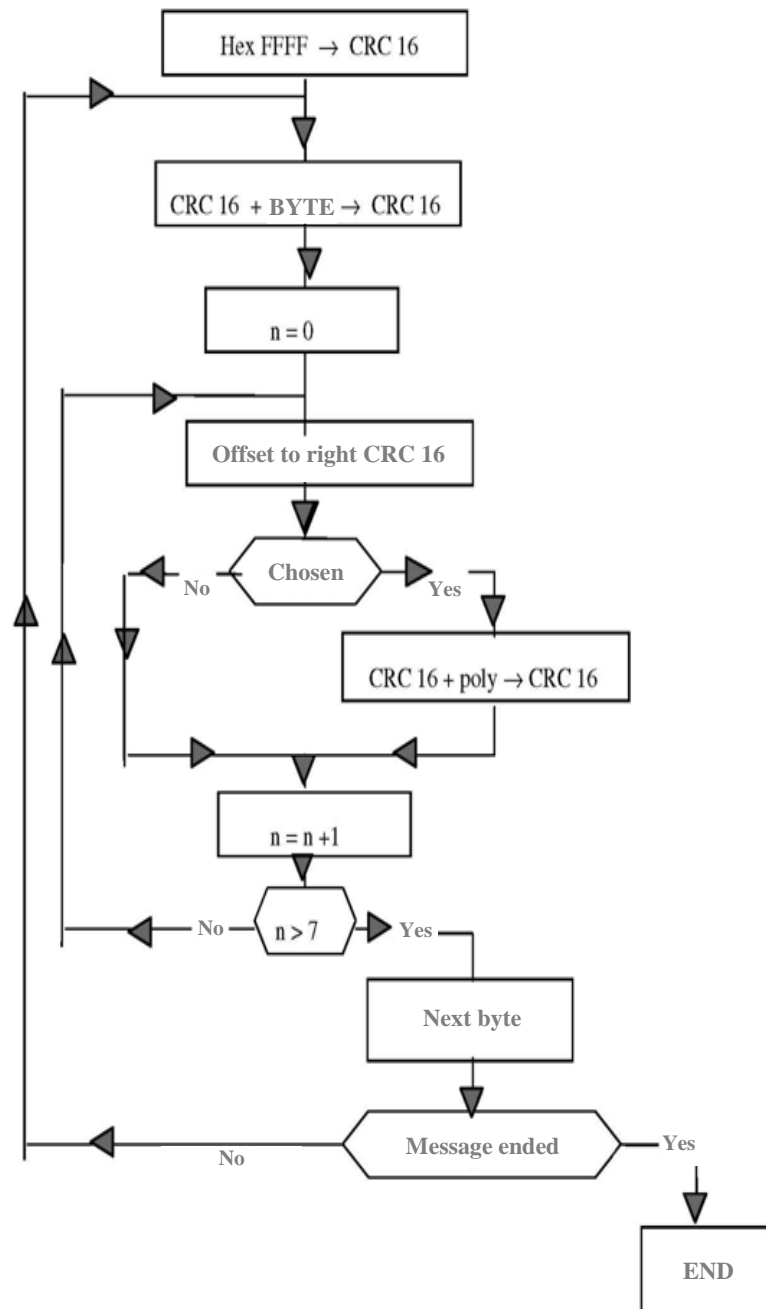 Hex FFFF → CRC 16
CRC 16 + BYTE → CRC 16
n = 0
Offset to right CRC 16
Chosen
No
Yes
CRC 16 + poly → CRC 16
n = n +1
n > 7
No
Yes
Next byte
Message ended
No
Yes
END